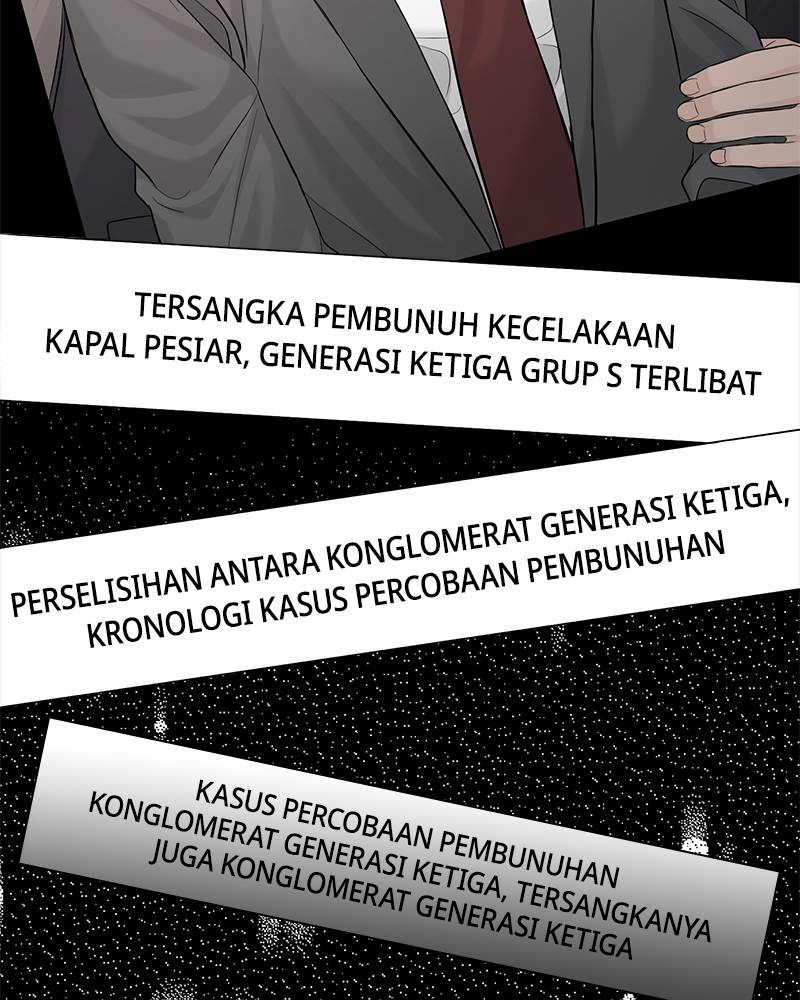 TERSANGKA PEMBUNUH KECELAKAAN
KAPAL PESIAR, GENERASI KETIGA GRUP S TERLIBAT
PERSELISIHAN ANTARA KONGLOMERAT GENERASI KETIGA,
KRONOLOGI KASUS PERCOBAAN PEMBUNUHAN
KASUS PERCOBAAN PEMBUNUHAN
KONGLOMERAT GENERASI KETIGA, TERSANGKANYA
JUGA KONGLOMERAT GENERASI KETIGA